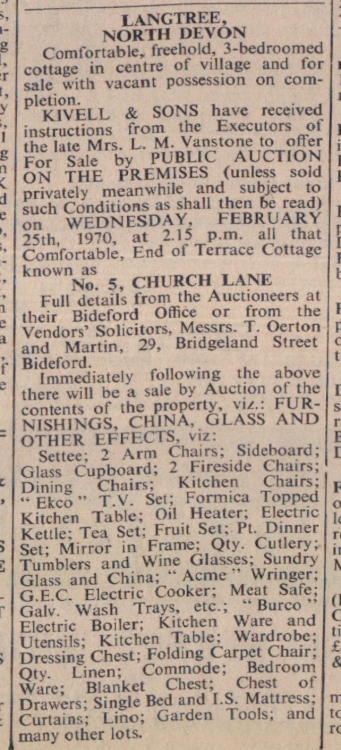 LANGTREE,
NORTH DEVON
Comfortable, freehold, 3-bedroomed
cottage in centre of village and for
sale with vacant possession on com-
pletion.
KIVELL & SONS have received
instructions from the Executors of
the late Mrs. L. M. Vanstone to offer
For Sale by PUBLIC AUCTION
ON THE PREMISES (unless sold
privately meanwhile and subject to
such Conditions as shall then be read)
on WEDNESDAY, FEBRUARY
25th, 1970, at 2.15 p.m. all that
Comfortable, End of Terrace Cottage
known as
No. 5, CHURCH LANE
Full details from the Auctioneers at
their Bideford Office or from the
Vendors' Solicitors, Messrs. T. Oerton
and Martin, 29, Bridgeland Street
Bideford.
Immediately following the above
there will be a sale by Auction of the
contents of the property, viz.: FUR-
NISHINGS, CHINA, GLASS AND
OTHER EFFECTS, viz:
Settee; 2 Arm Chairs; Sideboard;
Glass Cupboard; 2 Fireside Chairs;
Dining Chairs; Kitchen Chairs;
"Ekco" T.V. Set; Formica Topped
Kitchen Table; Oil Heater; Electric
Kettle; Tea Set; Fruit Set; Pt. Dinner
Set; Mirror in Frame; Qty. Cutlery;
Tumblers and Wine Glasses; Sundry
Glass and China; "Acme" Wringer;
G.E.C. Electric Cooker; Meat Safe;
Galv. Wash Trays, etc.; "Burco"
Electric Boiler; Kitchen Ware and
Utensils; Kitchen Table; Wardrobe;
Dressing Chest; Folding Carpet Chair;
Qty. Linen; Commode; Bedroom
Ware; Blanket Chest; Chest of
Drawers; Single Bed and I.S. Mattress;
Curtains; Lino; Garden Tools; and
many other lots.